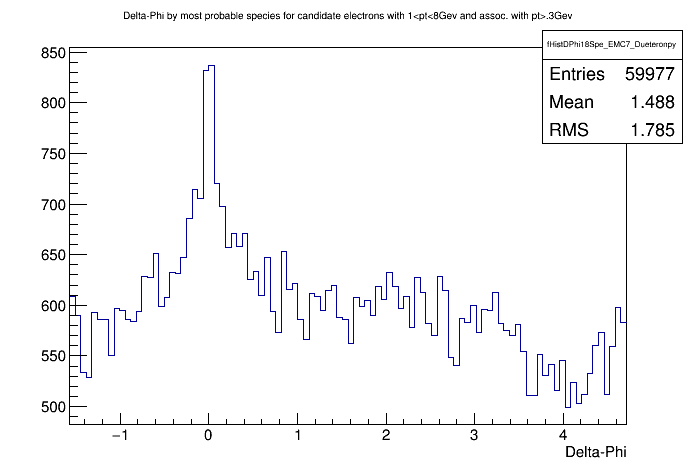 Delta-Phi by most probable species for candidate electrons with 1<pt<8Gev and assoc. with pt>.3Gev
fHistDPhi18Spe_EMC7_Dueteronpy
Entries 59977
Mean 1.488
RMS 1.785
850
800
750
700
650
600
550
500
−1 0 1 2 3 4
Delta-Phi